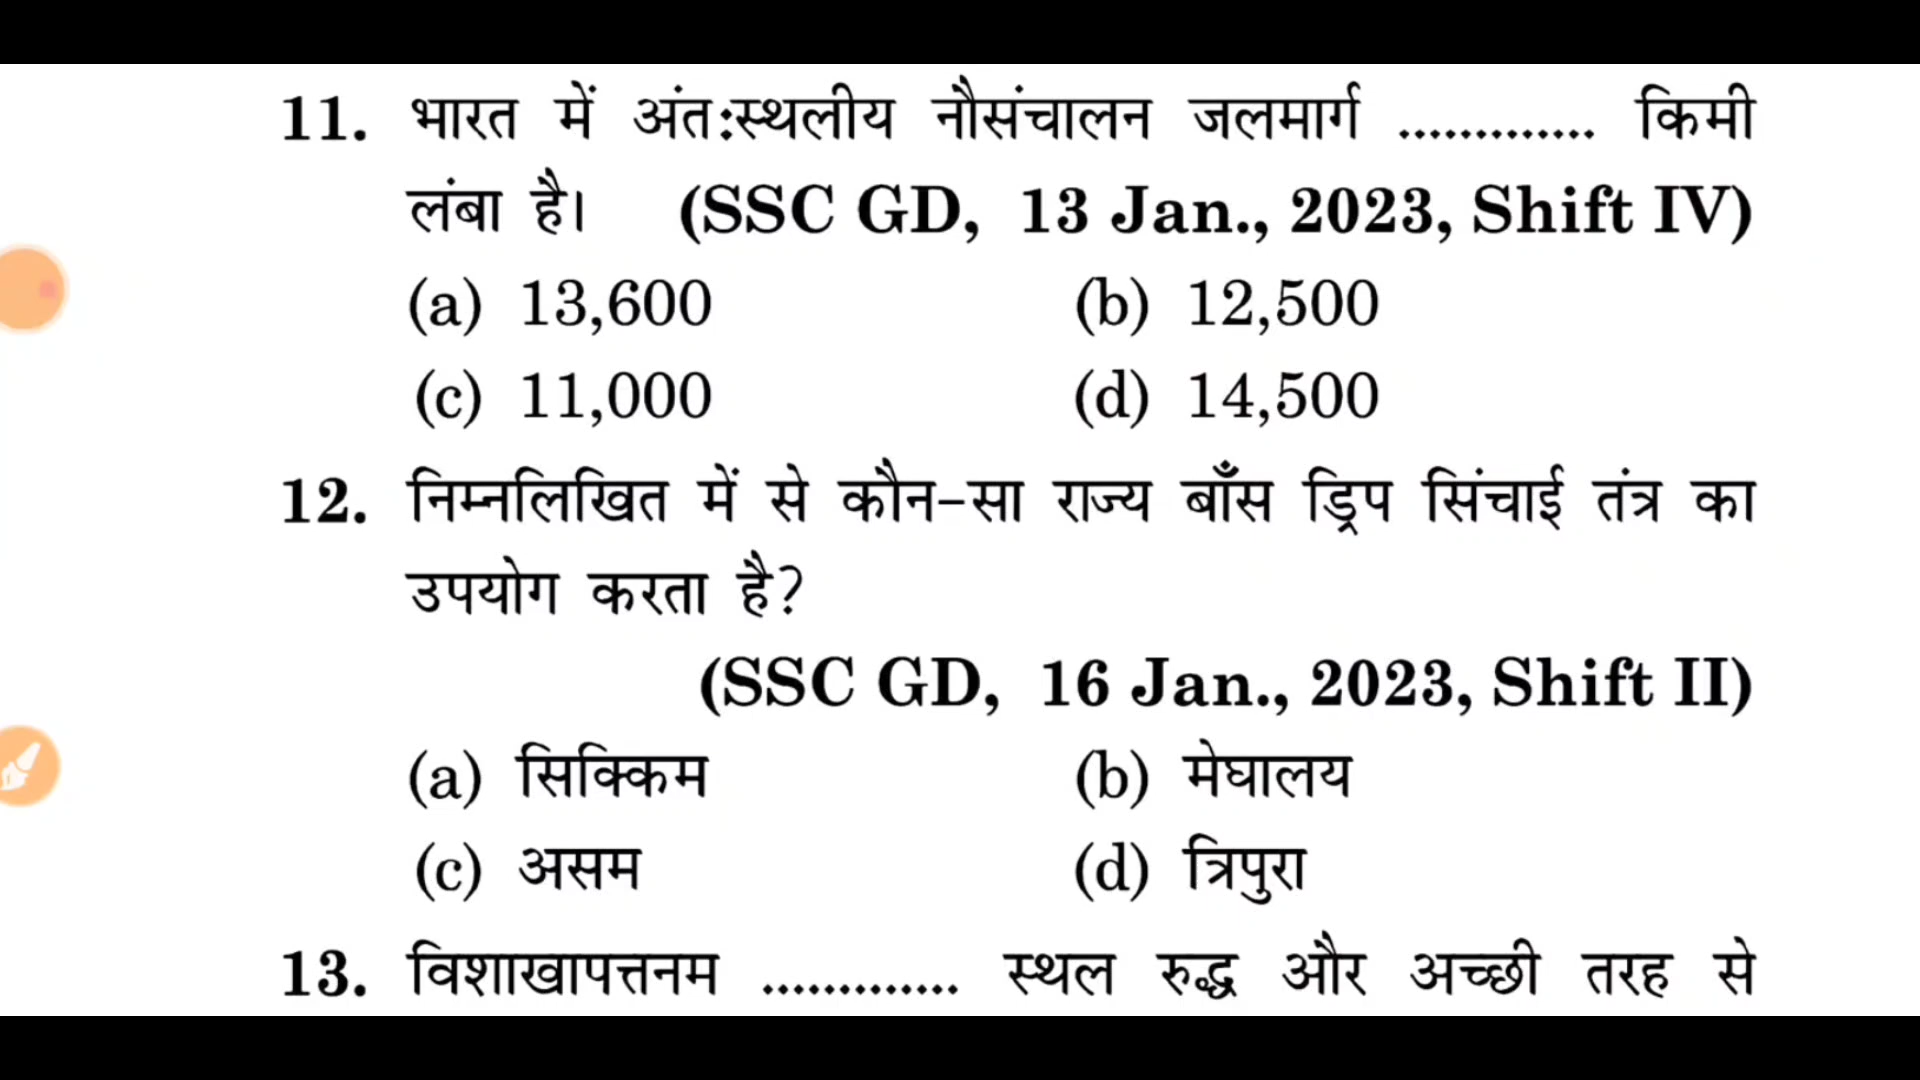 11. भारत में अंत:स्थलीय नौसंचालन जलमार्ग ............. किमी
लंबा है। (SSC GD, 13 Jan., 2023, Shift IV)
(a) 13,600 (b) 12,500
(c) 11,000 (d) 14,500
12. निम्नलिखित में से कौन-सा राज्य बाँस ड्रिप सिंचाई तंत्र का
उपयोग करता है?
(SSC GD, 16 Jan., 2023, Shift II)
(a) सिक्किम (b) मेघालय
(c) असम (d) त्रिपुरा
13. विशाखापत्तनम ............. स्थल रुद्ध और अच्छी तरह से